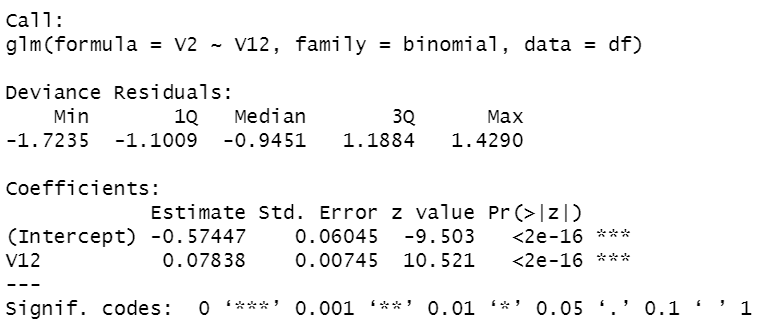 Call:
glm(formula = V2 ~ V12, family = binomial, data = df)
Deviance Residuals:
    Min       1Q   Median       3Q      Max
-1.7235  -1.1009  -0.9451   1.1884   1.4290
Coefficients:
            Estimate Std. Error z value Pr(>|z|)
(Intercept) -0.57447    0.06045  -9.503   <2e-16 ***
V12          0.07838    0.00745  10.521   <2e-16 ***
---
Signif. codes:  0 ‘***’ 0.001 ‘**’ 0.01 ‘*’ 0.05 ‘.’ 0.1 ‘ ’ 1